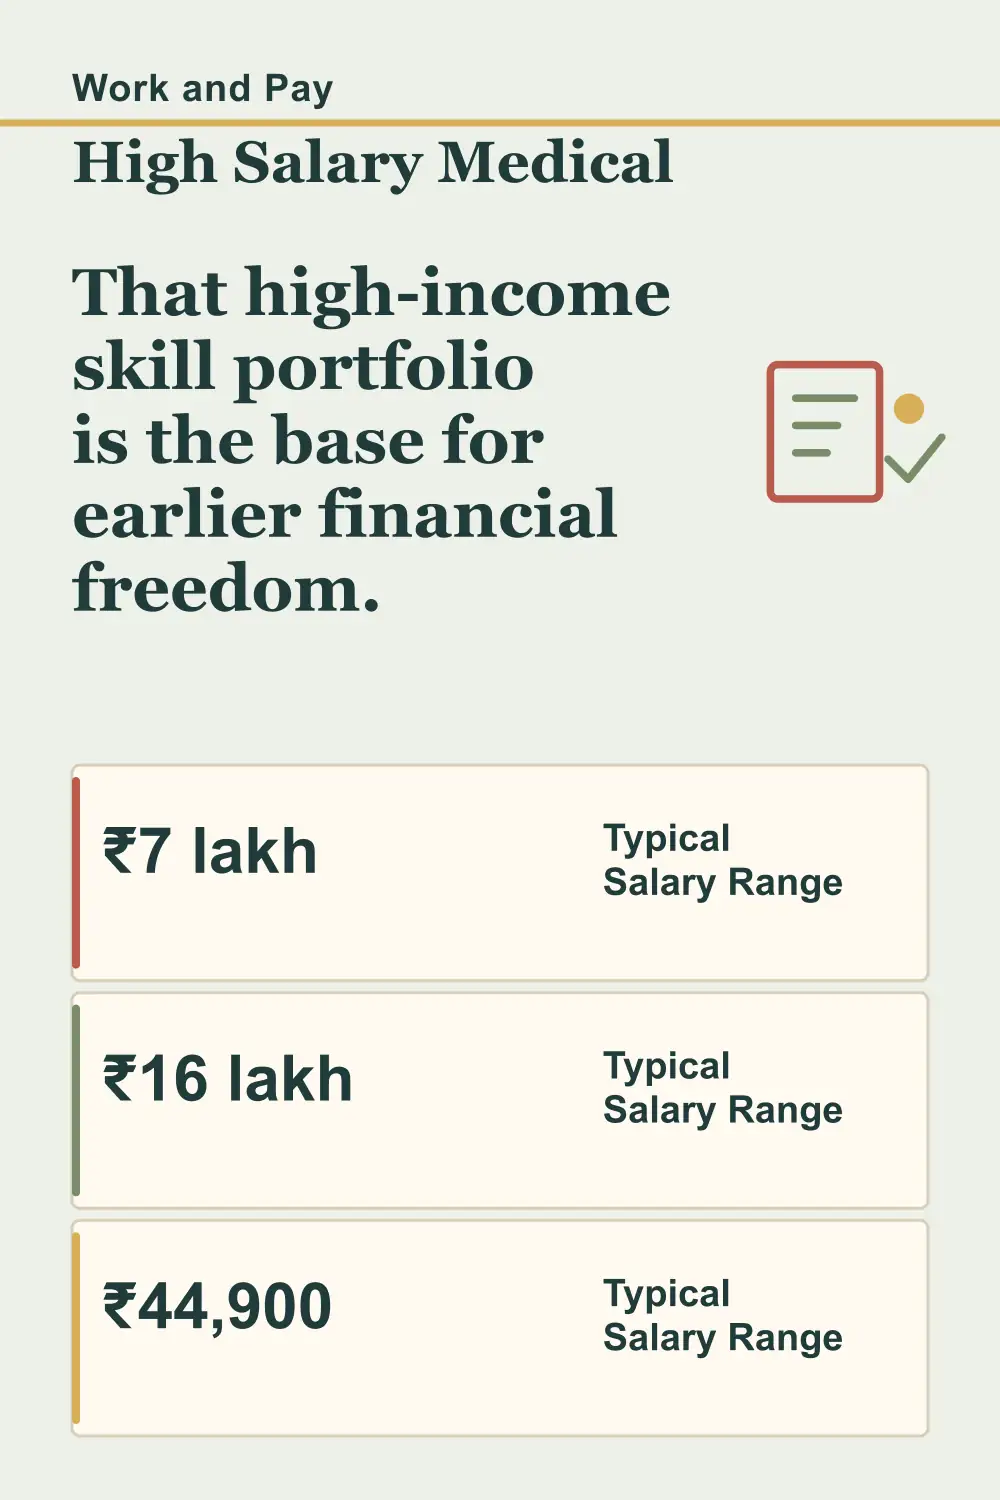 Work and Pay
High Salary Medical
That high-income
skill portfolio
is the base for
earlier financial
freedom.
₹7 lakh
Typical
Salary Range
₹16 lakh
Typical
Salary Range
₹44,900
Typical
Salary Range